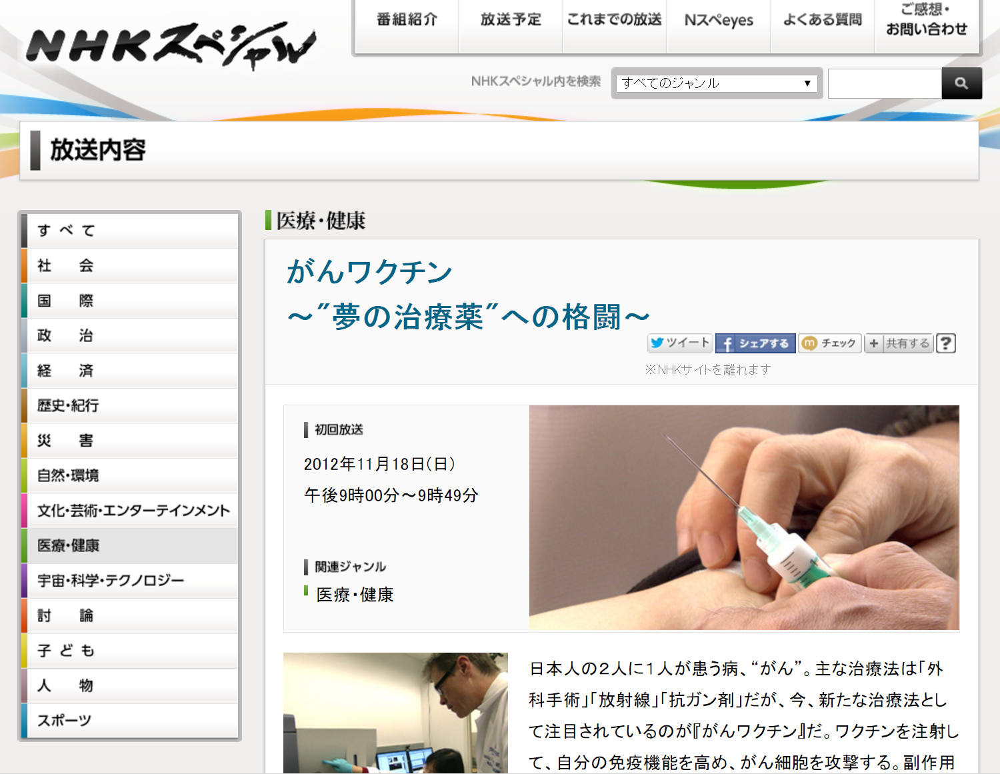 NHKスペシャル
番組紹介
放送予定
これまでの放送
Nスペeyes
よくある質問
ご感想・
お問い合わせ
NHKスペシャル内を検索
すべてのジャンル
放送内容
すべて
社会
国際
政治
経済
歴史・紀行
災害
自然・環境
文化・芸術・エンターテインメント
医療・健康
宇宙・科学・テクノロジー
討論
子ども
人物
スポーツ
医療・健康
がんワクチン
～"夢の治療薬"への格闘～
ツイート
シェアする
チェック
共有する
?
※NHKサイトを離れます
初回放送
2012年11月18日(日)
午後9時00分～9時49分
関連ジャンル
医療・健康
日本人の２人に１人が患う病、“がん”。主な治療法は「外
科手術」「放射線」「抗ガン剤」だが、今、新たな治療法とし
て注目されているのが『がんワクチン』だ。ワクチンを注射し
て、自分の免疫機能を高め、がん細胞を攻撃する。副作用